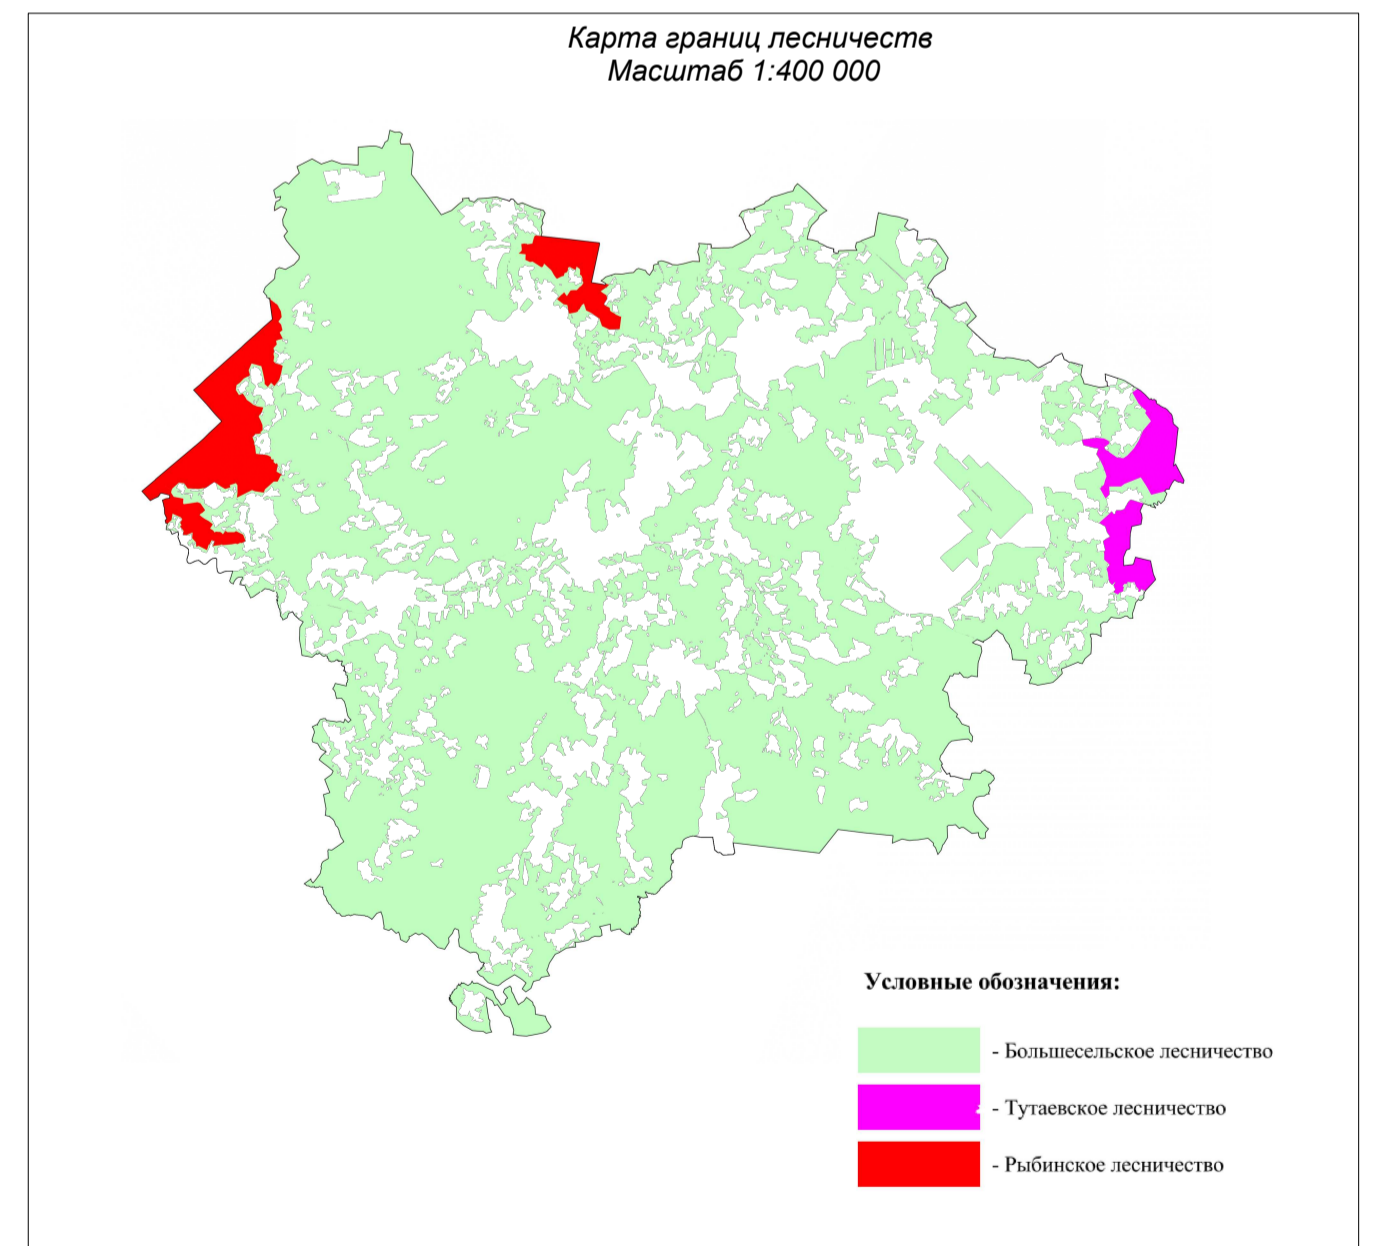 Карта границ лесничеств
Масштаб 1:400 000
Условные обозначения:
- Большесельское лесничество
- Тутаевское лесничество
- Рыбинское лесничество